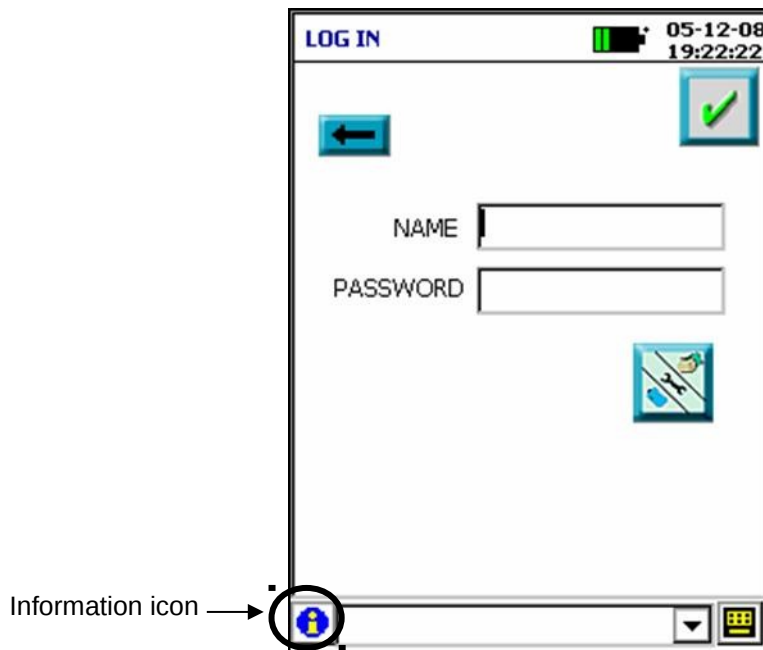 LOG IN
05-12-08
19:22:22
NAME
PASSWORD
Information icon